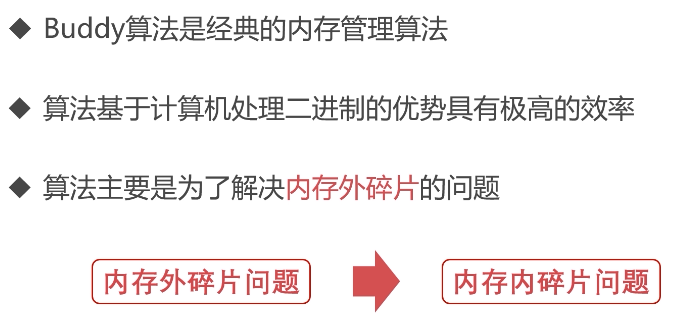 ◆ Buddy算法是经典的内存管理算法
◆ 算法基于计算机处理二进制的优势具有极高的效率
◆ 算法主要是为了解决内存外碎片的问题
内存外碎片问题 内存内碎片问题